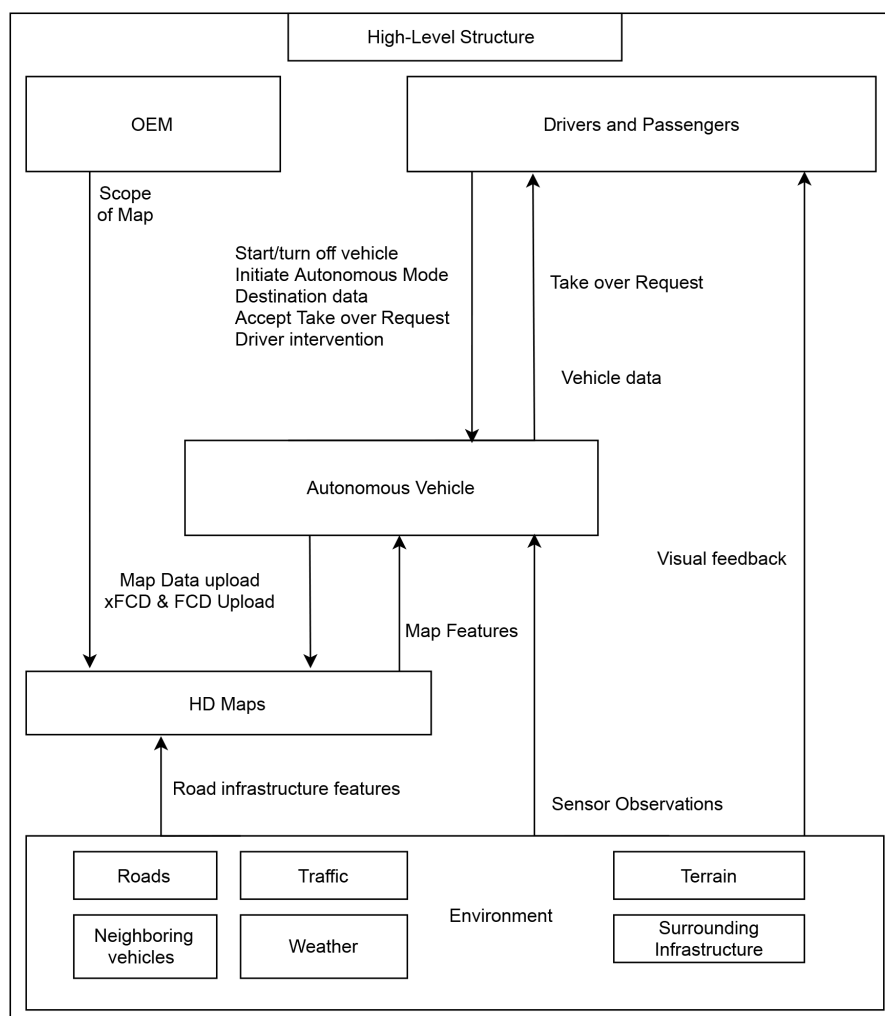 High-Level Structure
OEM
Drivers and Passengers
Scope
of Map
Start/turn off vehicle
Initiate Autonomous Mode
Destination data
Accept Take over Request
Driver intervention
Take over Request
Vehicle data
Autonomous Vehicle
Visual feedback
Map Data upload
xFCD & FCD Upload
Map Features
HD Maps
Road infrastructure features
Sensor Observations
Roads
Traffic
Terrain
Environment
Neighboring
vehicles
Weather
Surrounding
Infrastructure